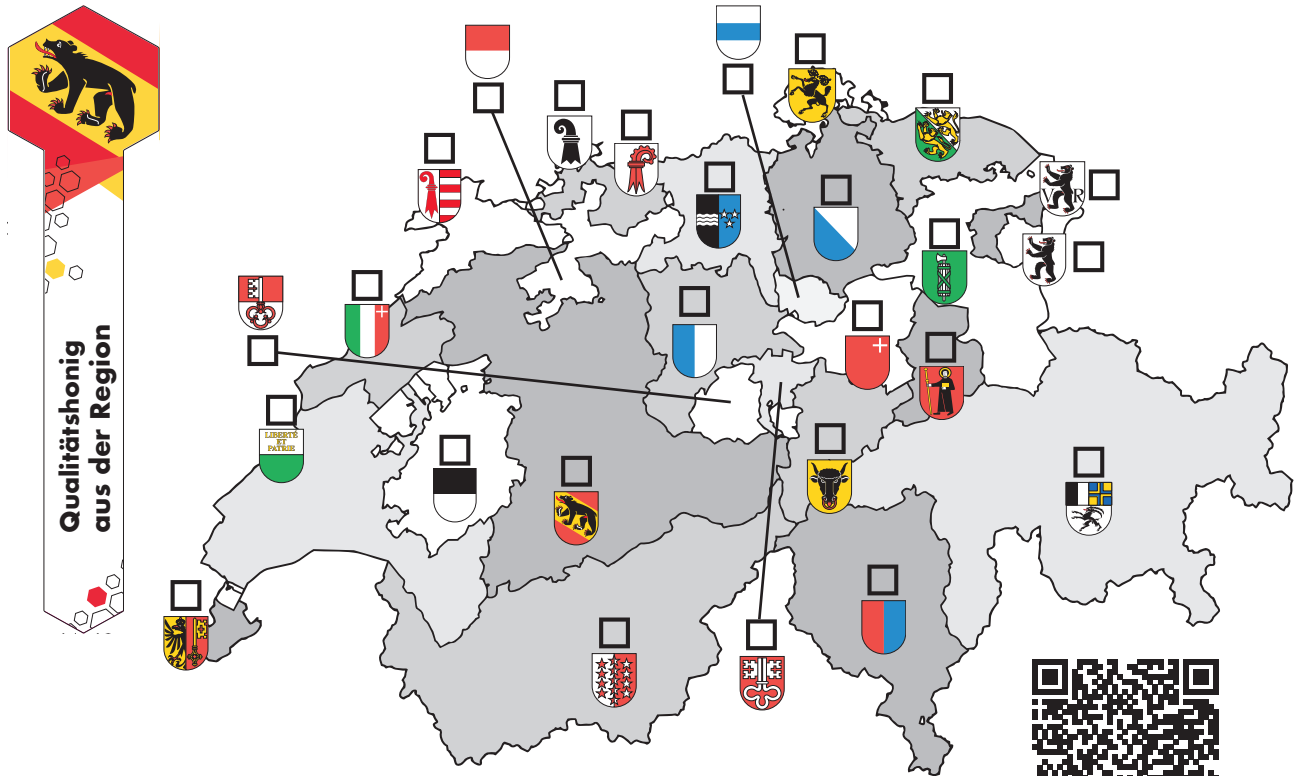 Qualitätshonig
aus der Region
LIBERTÉ
ET
PATRIE
V R